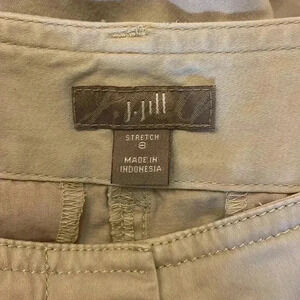 J.Jill
STRETCH
8
MADE IN
INDONESIA